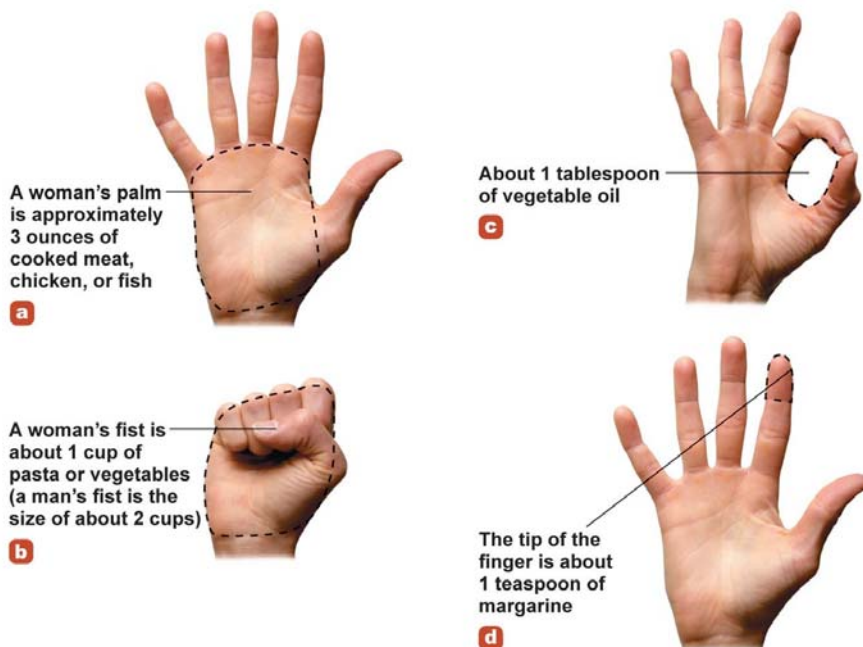 A woman's palm
is approximately
3 ounces of
cooked meat,
chicken, or fish
a
A woman's fist is
about 1 cup of
pasta or vegetables
(a man's fist is the
size of about 2 cups)
b
About 1 tablespoon
of vegetable oil
c
The tip of the
finger is about
1 teaspoon of
margarine
d